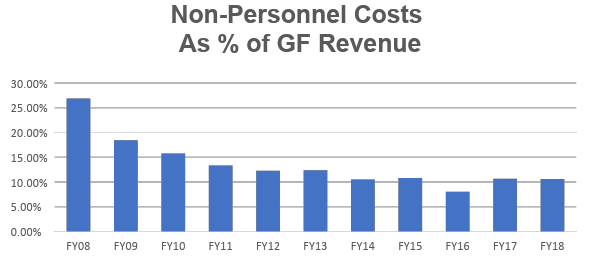 Non-Personnel Costs
As % of GF Revenue
30.00%
25.00%
20.00%
15.00%
10.00%
5.00%
0.00%
FY08 FY09 FY10 FY11 FY12 FY13 FY14 FY15 FY16 FY17 FY18